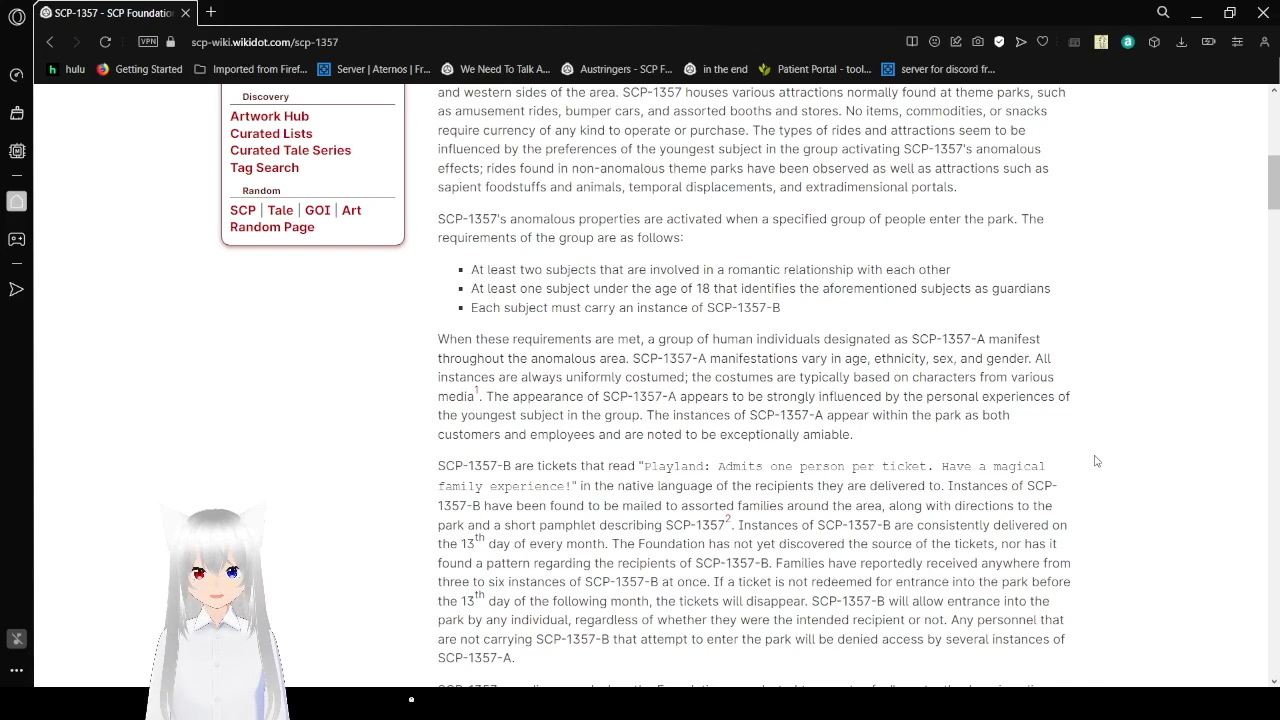 SCP-1357 - SCP Foundatio
VPN
scp-wiki.wikidot.com/scp-1357
hulu
Getting Started
Imported from Firef...
Server | Aternos | Fr...
We Need To Talk A...
Austringers - SCP F...
in the end
Patient Portal - tool...
server for discord fr...
Discovery
Artwork Hub
Curated Lists
Curated Tale Series
Tag Search
Random
SCP | Tale | GOI | Art
Random Page
and western sides of the area. SCP-1357 houses various attractions normally found at theme parks, such
as amusement rides, bumper cars, and assorted booths and stores. No items, commodities, or snacks
require currency of any kind to operate or purchase. The types of rides and attractions seem to be
influenced by the preferences of the youngest subject in the group activating SCP-1357's anomalous
effects; rides found in non-anomalous theme parks have been observed as well as attractions such as
sapient foodstuffs and animals, temporal displacements, and extradimensional portals.
SCP-1357's anomalous properties are activated when a specified group of people enter the park. The
requirements of the group are as follows:
At least two subjects that are involved in a romantic relationship with each other
At least one subject under the age of 18 that identifies the aforementioned subjects as guardians
Each subject must carry an instance of SCP-1357-B
When these requirements are met, a group of human individuals designated as SCP-1357-A manifest
throughout the anomalous area. SCP-1357-A manifestations vary in age, ethnicity, sex, and gender. All
instances are always uniformly costumed; the costumes are typically based on characters from various
media1. The appearance of SCP-1357-A appears to be strongly influenced by the personal experiences of
the youngest subject in the group. The instances of SCP-1357-A appear within the park as both
customers and employees and are noted to be exceptionally amiable.
SCP-1357-B are tickets that read "Playland: Admits one person per ticket. Have a magical
family experience!" in the native language of the recipients they are delivered to. Instances of SCP-
1357-B have been found to be mailed to assorted families around the area, along with directions to the
park and a short pamphlet describing SCP-13572. Instances of SCP-1357-B are consistently delivered on
the 13th day of every month. The Foundation has not yet discovered the source of the tickets, nor has it
found a pattern regarding the recipients of SCP-1357-B. Families have reportedly received anywhere from
three to six instances of SCP-1357-B at once. If a ticket is not redeemed for entrance into the park before
the 13th day of the following month, the tickets will disappear. SCP-1357-B will allow entrance into the
park by any individual, regardless of whether they were the intended recipient or not. Any personnel that
are not carrying SCP-1357-B that attempt to enter the park will be denied access by several instances of
SCP-1357-A.